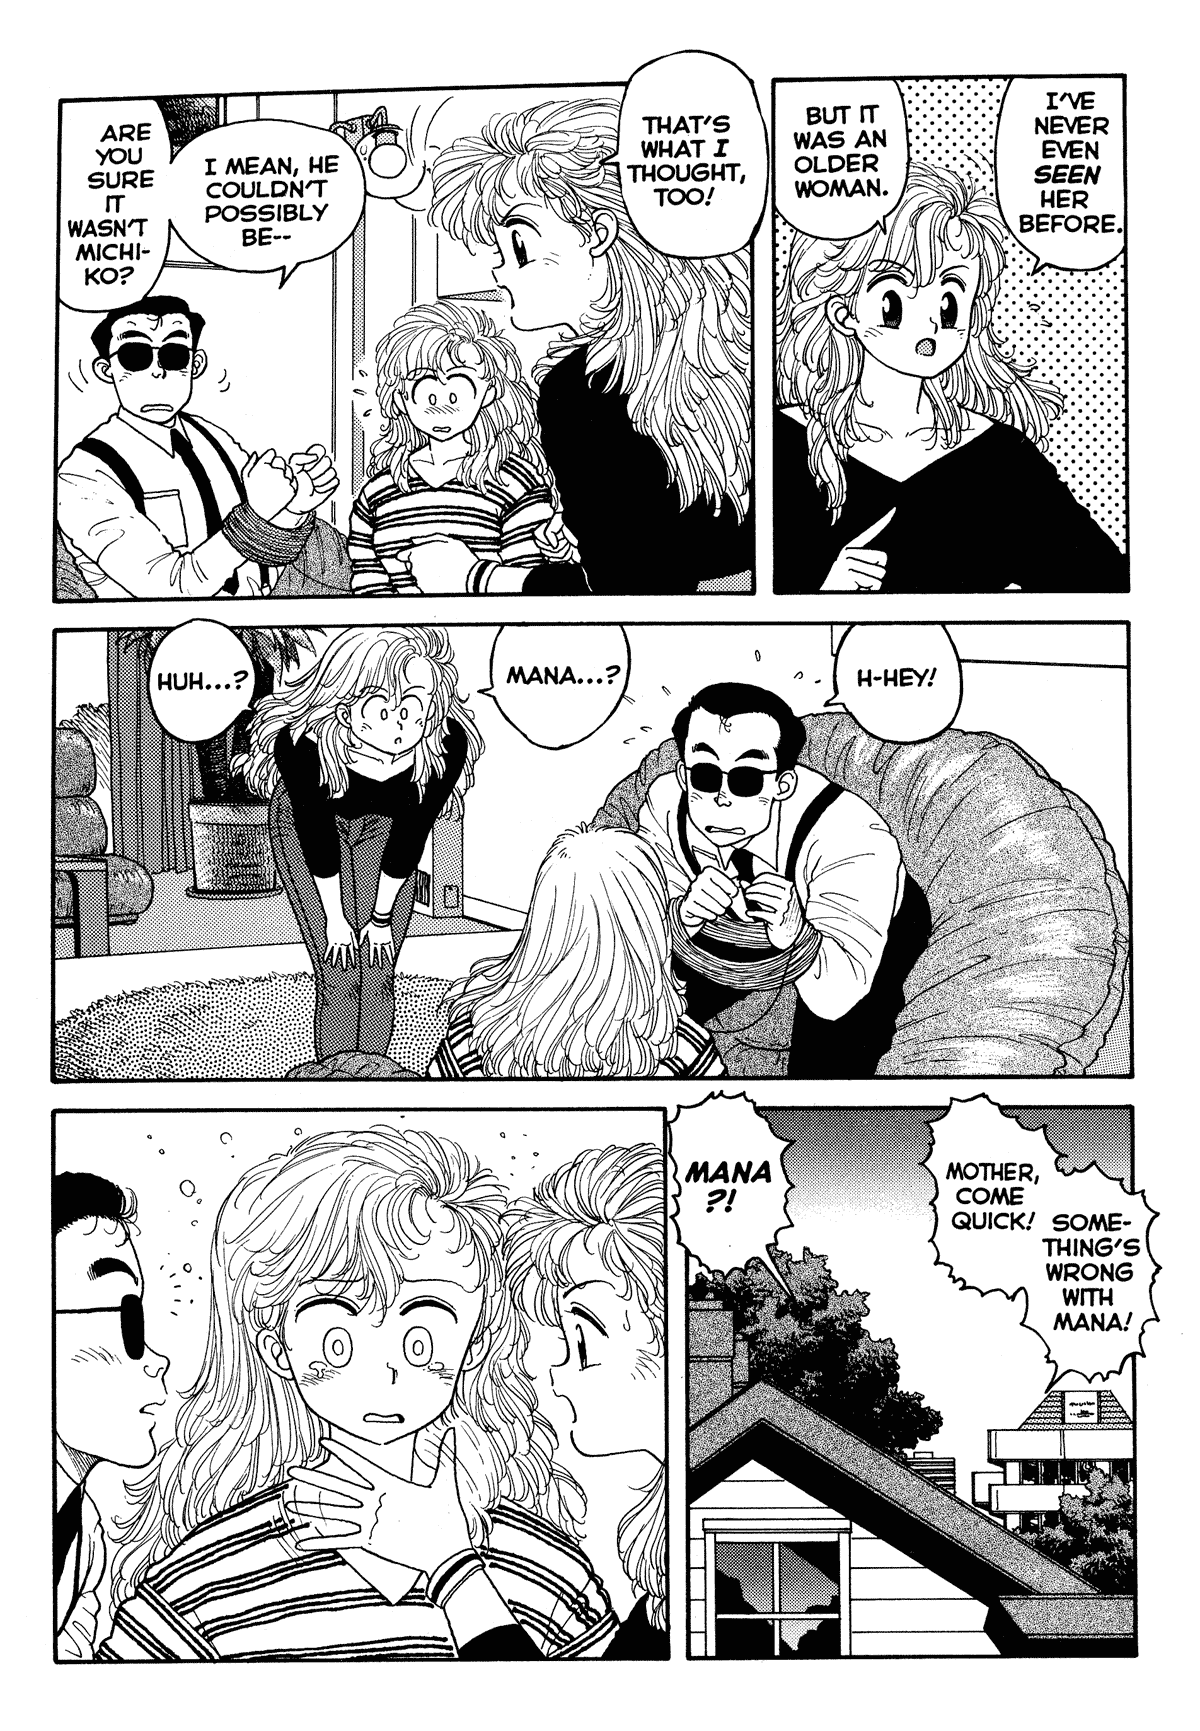 ARE
YOU
SURE
IT
WASN'T
MICHI-
KO?
I MEAN, HE
COULDN'T
POSSIBLY
BE--
THAT'S
WHAT I
THOUGHT,
TOO!
BUT IT
WAS AN
OLDER
WOMAN.
I'VE
NEVER
EVEN
SEEN
HER
BEFORE.
HUH...?
MANA...?
H-HEY!
MANA
?!
MOTHER,
COME
QUICK!
SOME-
THING'S
WRONG
WITH
MANA!